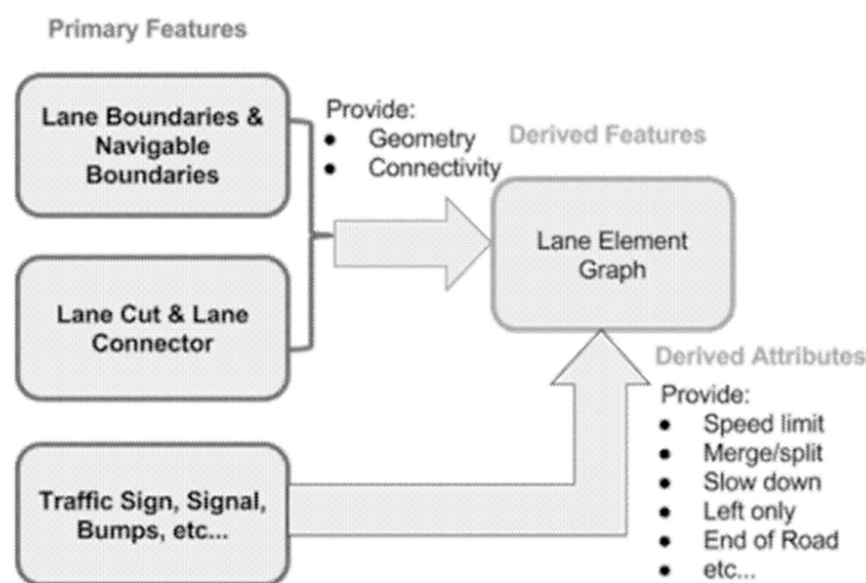 Primary Features
Lane Boundaries &
Navigable
Boundaries
Provide:
● Geometry
● Connectivity
Derived Features
Lane Element
Graph
Lane Cut & Lane
Connector
Derived Attributes
Provide:
● Speed limit
● Merge/split
● Slow down
● Left only
● End of Road
● etc...
Traffic Sign, Signal,
Bumps, etc...